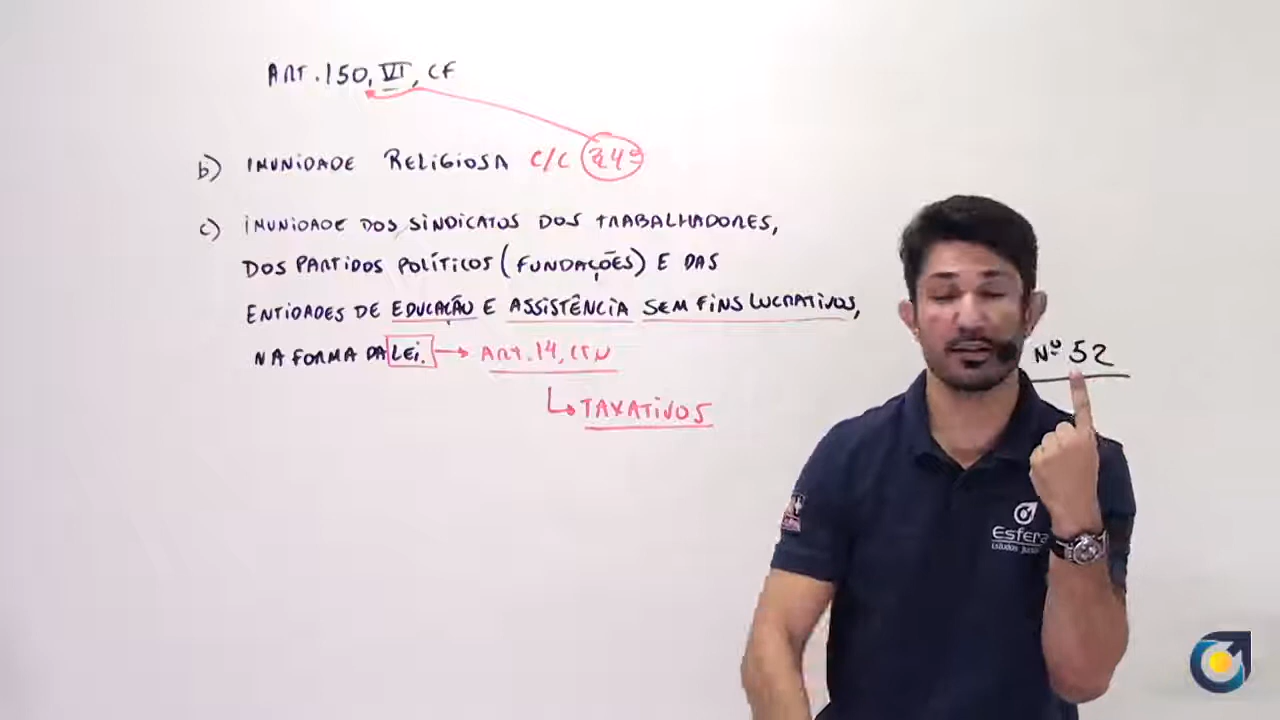 ART. 150, VI, CF
b) IMUNIDADE RELIGIOSA C/C § 4º
c) IMUNIDADE DOS SINDICATOS DOS TRABALHADORES,
DOS PARTIDOS POLÍTICOS (FUNDAÇÕES) E DAS
ENTIDADES DE EDUCAÇÃO E ASSISTÊNCIA SEM FINS LUCRATIVOS,
NA FORMA DA LEI. → ART. 14, CTN
↳ TAXATIVOS
Nº 52
Esfera
Estudos